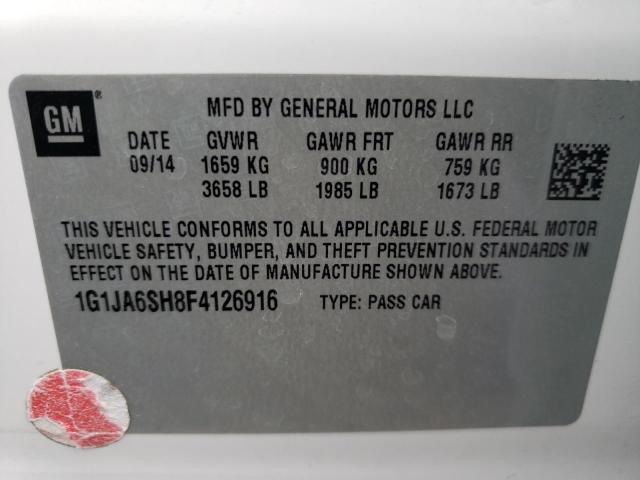 GM®
MFD BY GENERAL MOTORS LLC
DATE GVWR GAWR FRT GAWR RR
09/14 1659 KG 900 KG 759 KG
3658 LB 1985 LB 1673 LB
THIS VEHICLE CONFORMS TO ALL APPLICABLE U.S. FEDERAL MOTOR
VEHICLE SAFETY, BUMPER, AND THEFT PREVENTION STANDARDS IN
EFFECT ON THE DATE OF MANUFACTURE SHOWN ABOVE.
1G1JA6SH8F4126916 TYPE: PASS CAR